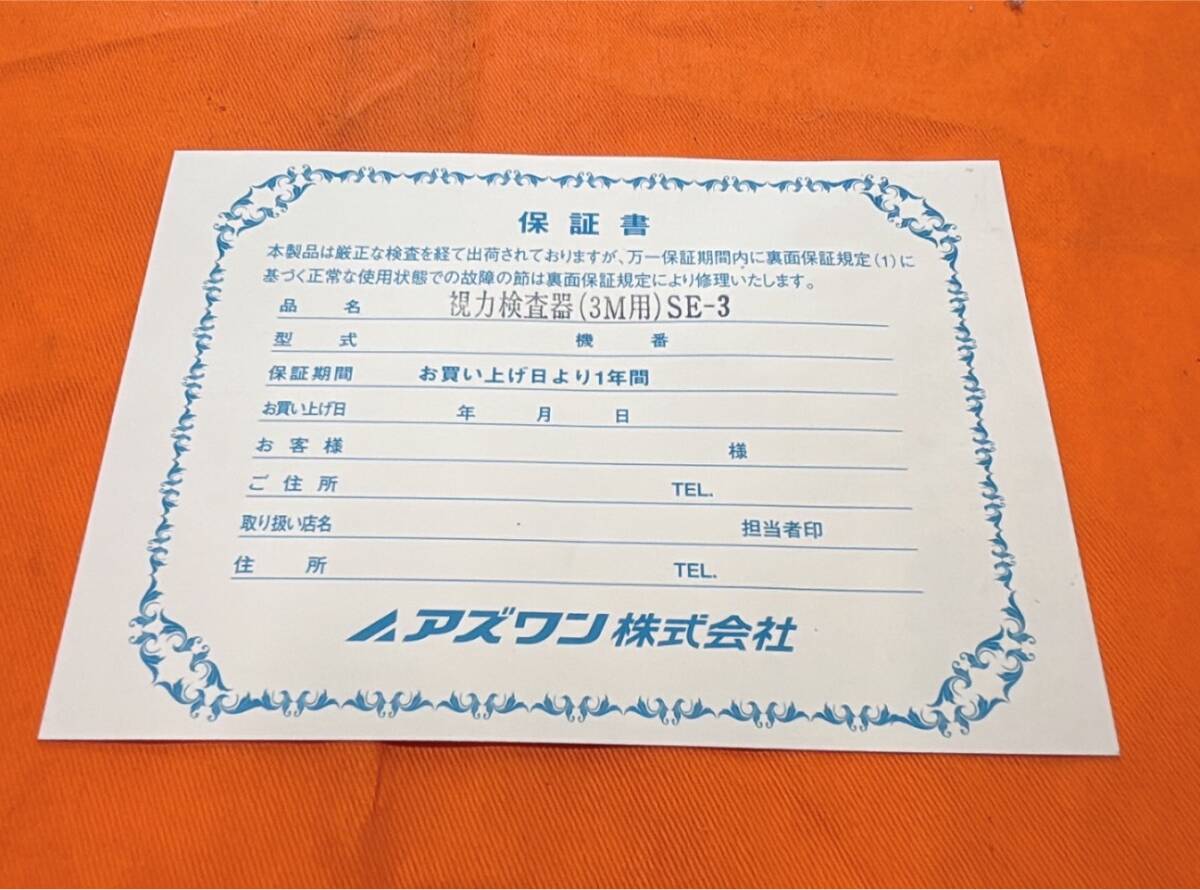 保証書
本製品は厳正な検査を経て出荷されておりますが、万一保証期間内に裏面保証規定(1)に
基づく正常な使用状態での故障の節は裏面保証規定により修理いたします。
品名 視力検査器(3M用)SE-3
型式 機番
保証期間 お買い上げ日より1年間
お買い上げ日 年 月 日
お客様 様
ご住所 TEL.
取り扱い店名 担当者印
住所 TEL.
アズワン株式会社